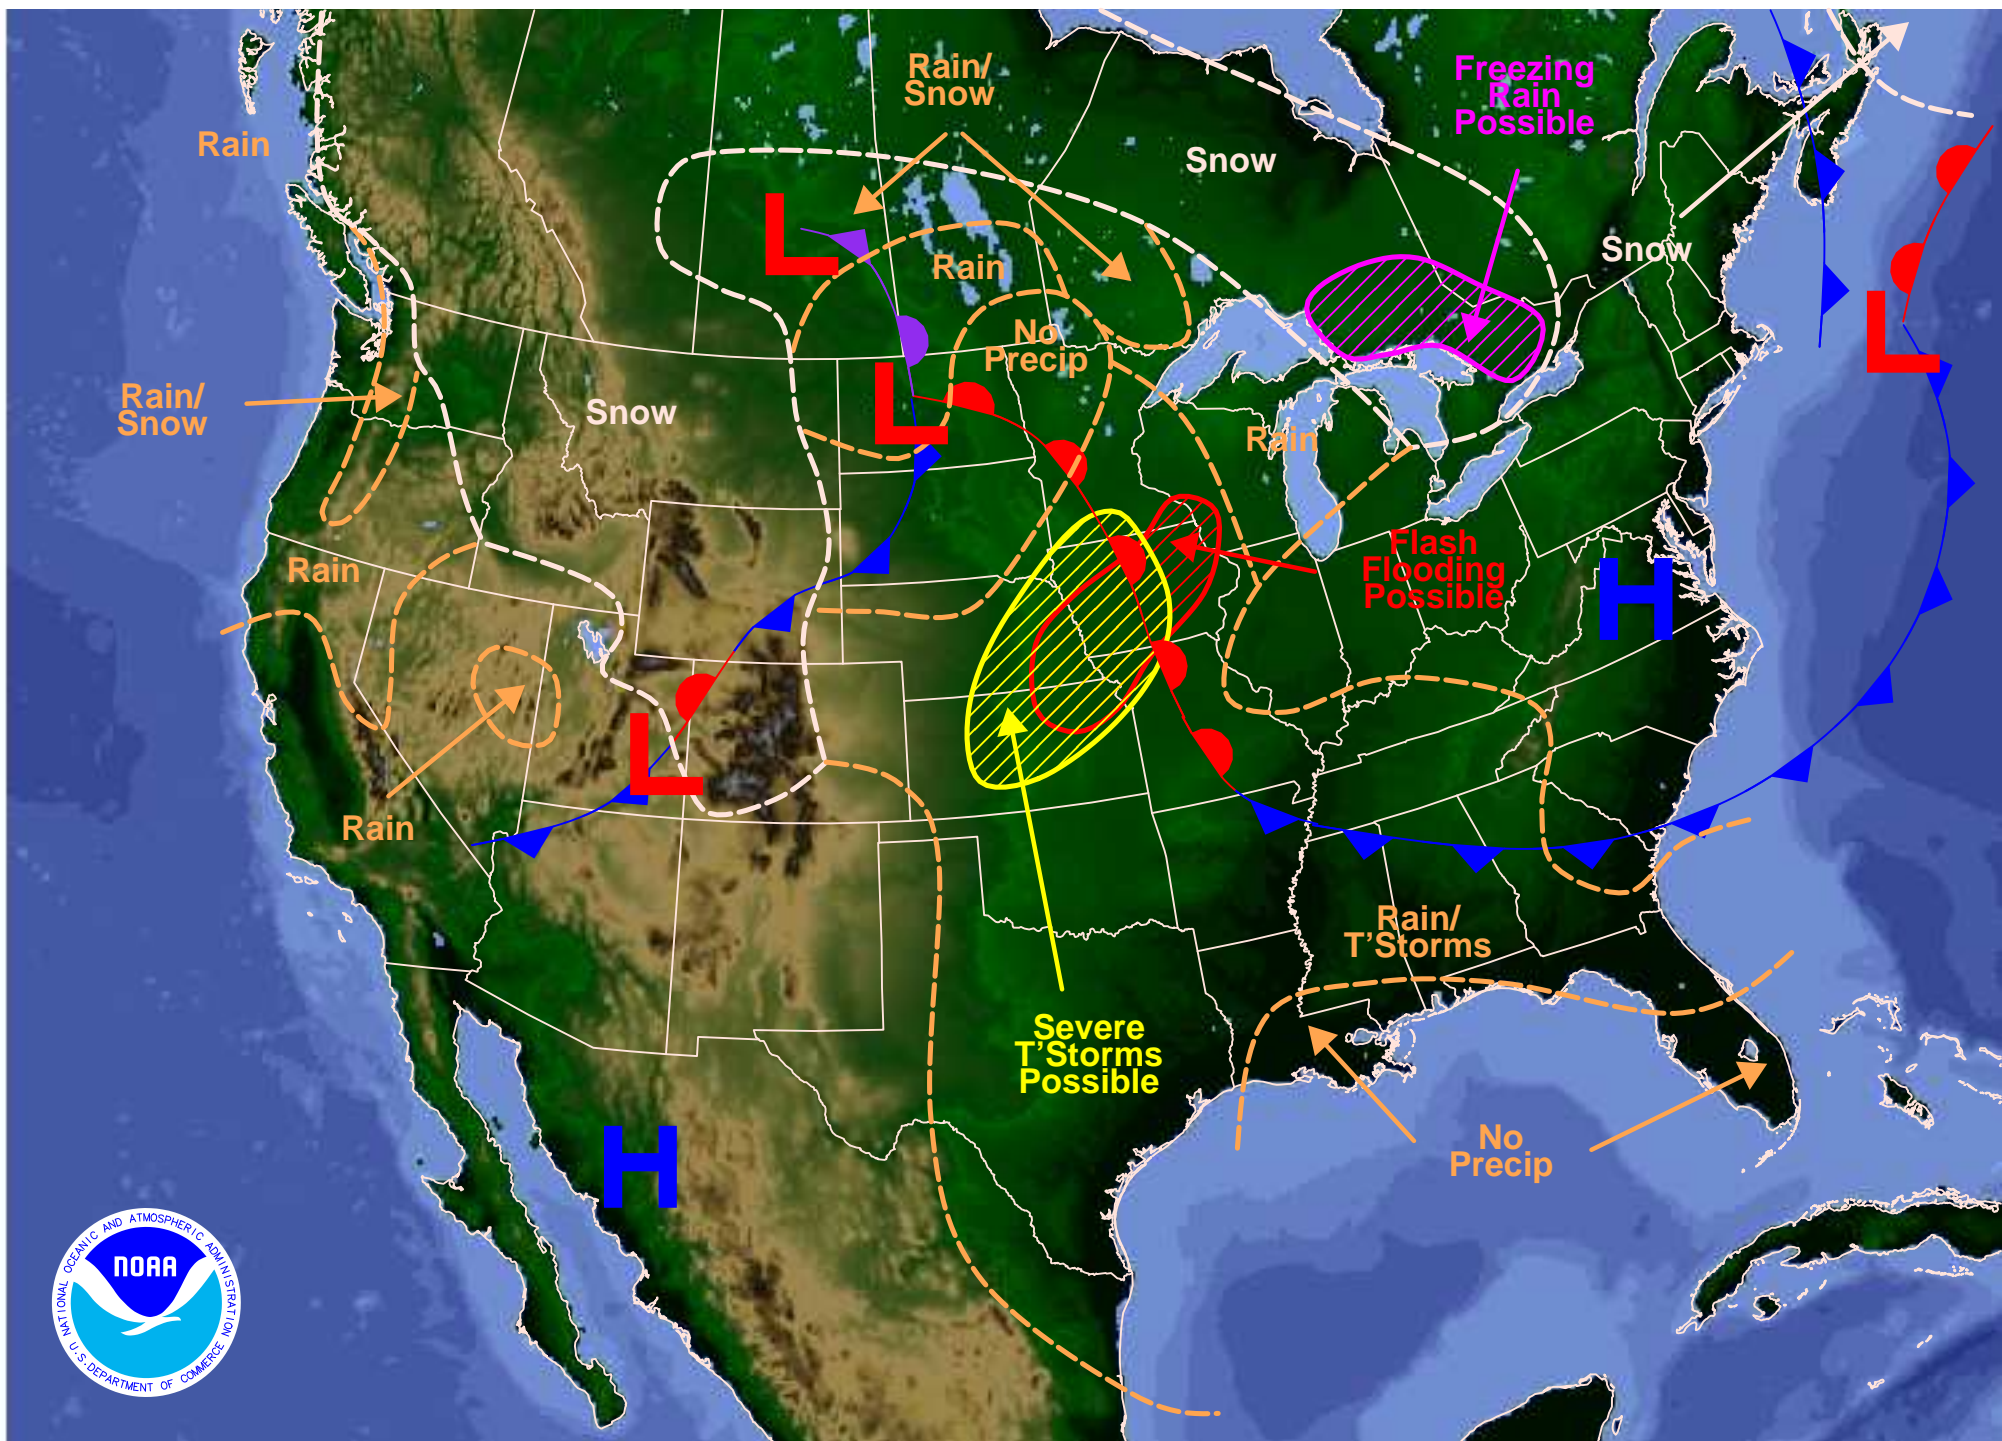 Rain/
Snow
Freezing
Rain
Possible
Rain
Snow
Snow
L
Rain
No
Precip
L
L
Rain/
Snow
Snow
Rain
Rain
Flash
Flooding
Possible
H
L
Rain
Rain/
T'Storms
Severe
T'Storms
Possible
No
Precip
H
NATIONAL OCEANIC AND ATMOSPHERIC ADMINISTRATION
NOAA
U.S. DEPARTMENT OF COMMERCE